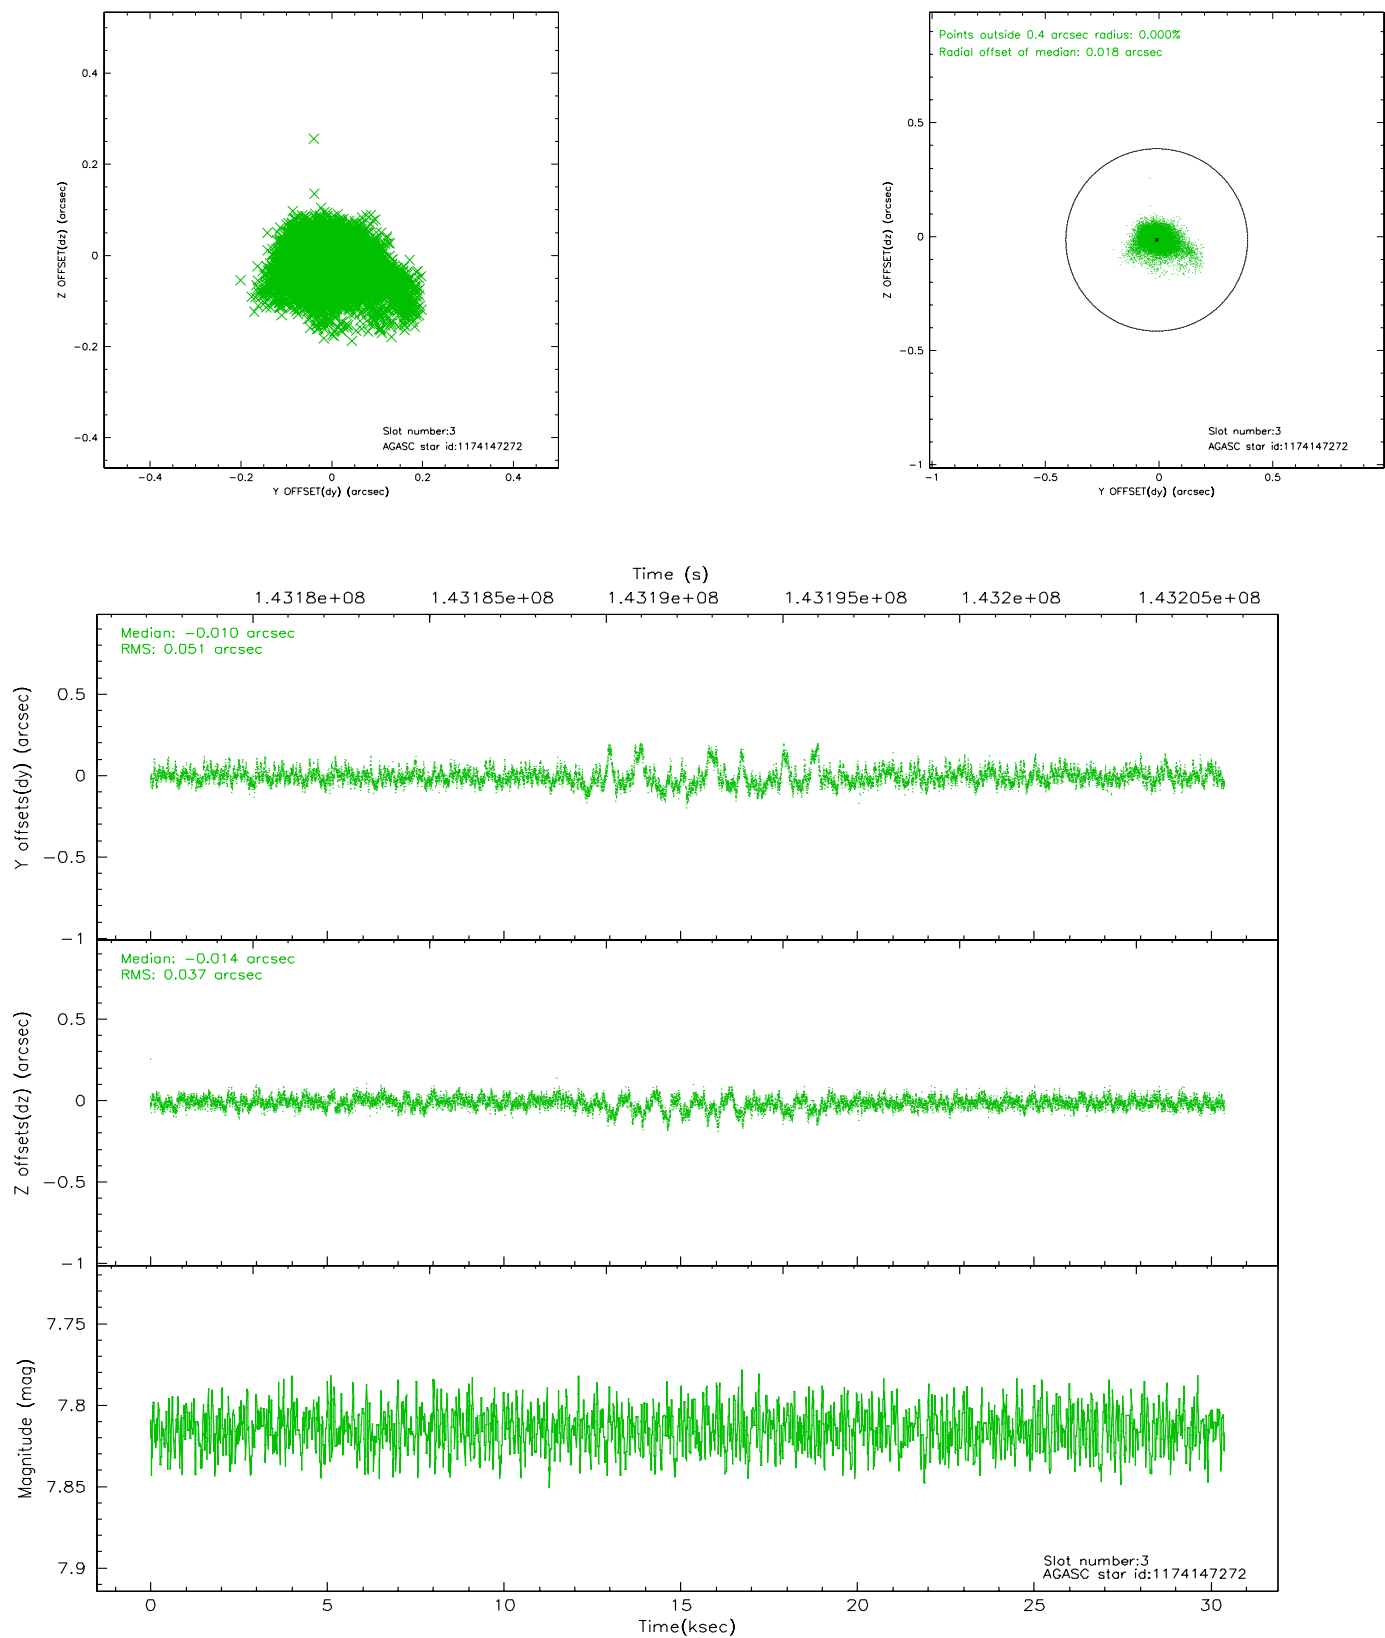 0.4
0.2
0
−0.2
−0.4
Z OFFSET(dz) (arcsec)
Slot number:3
AGASC star id:1174147272
−0.4 −0.2 0 0.2 0.4
Y OFFSET(dy) (arcsec)
Points outside 0.4 arcsec radius: 0.000%
Radial offset of median: 0.018 arcsec
0.5
0
−0.5
−1
Z OFFSET(dz) (arcsec)
Slot number:3
AGASC star id:1174147272
−1 −0.5 0 0.5
Y OFFSET(dy) (arcsec)
Time (s)
1.4318e+08 1.43185e+08 1.4319e+08 1.43195e+08 1.432e+08 1.43205e+08
Median: −0.010 arcsec
RMS: 0.051 arcsec
0.5
0
−0.5
−1
Y offsets(dy) (arcsec)
Median: −0.014 arcsec
RMS: 0.037 arcsec
0.5
0
−0.5
−1
Z offsets(dz) (arcsec)
7.75
7.8
7.85
7.9
Magnitude (mag)
Slot number:3
AGASC star id:1174147272
0 5 10 15 20 25 30
Time(ksec)